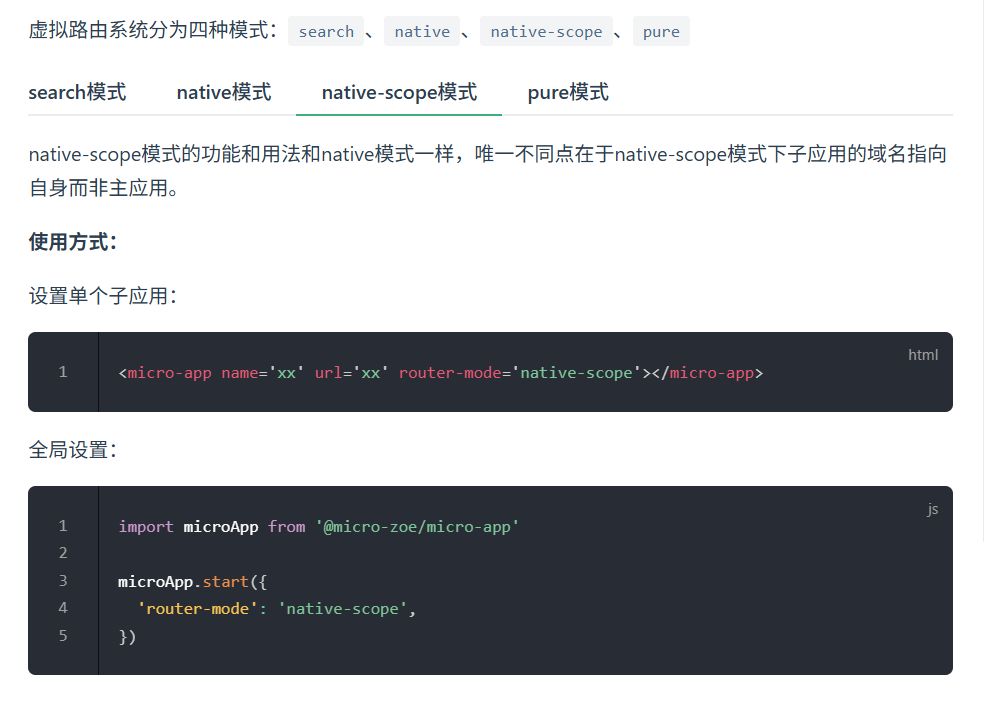 虚拟路由系统分为四种模式： search 、 native 、 native-scope 、 pure
search模式 native模式 native-scope模式 pure模式
native-scope模式的功能和用法和native模式一样，唯一不同点在于native-scope模式下子应用的域名指向
自身而非主应用。
使用方式：
设置单个子应用：
html
1 <micro-app name='xx' url='xx' router-mode='native-scope'></micro-app>
全局设置：
js
1 import microApp from '@micro-zoe/micro-app'
2
3 microApp.start({
4   'router-mode': 'native-scope',
5 })